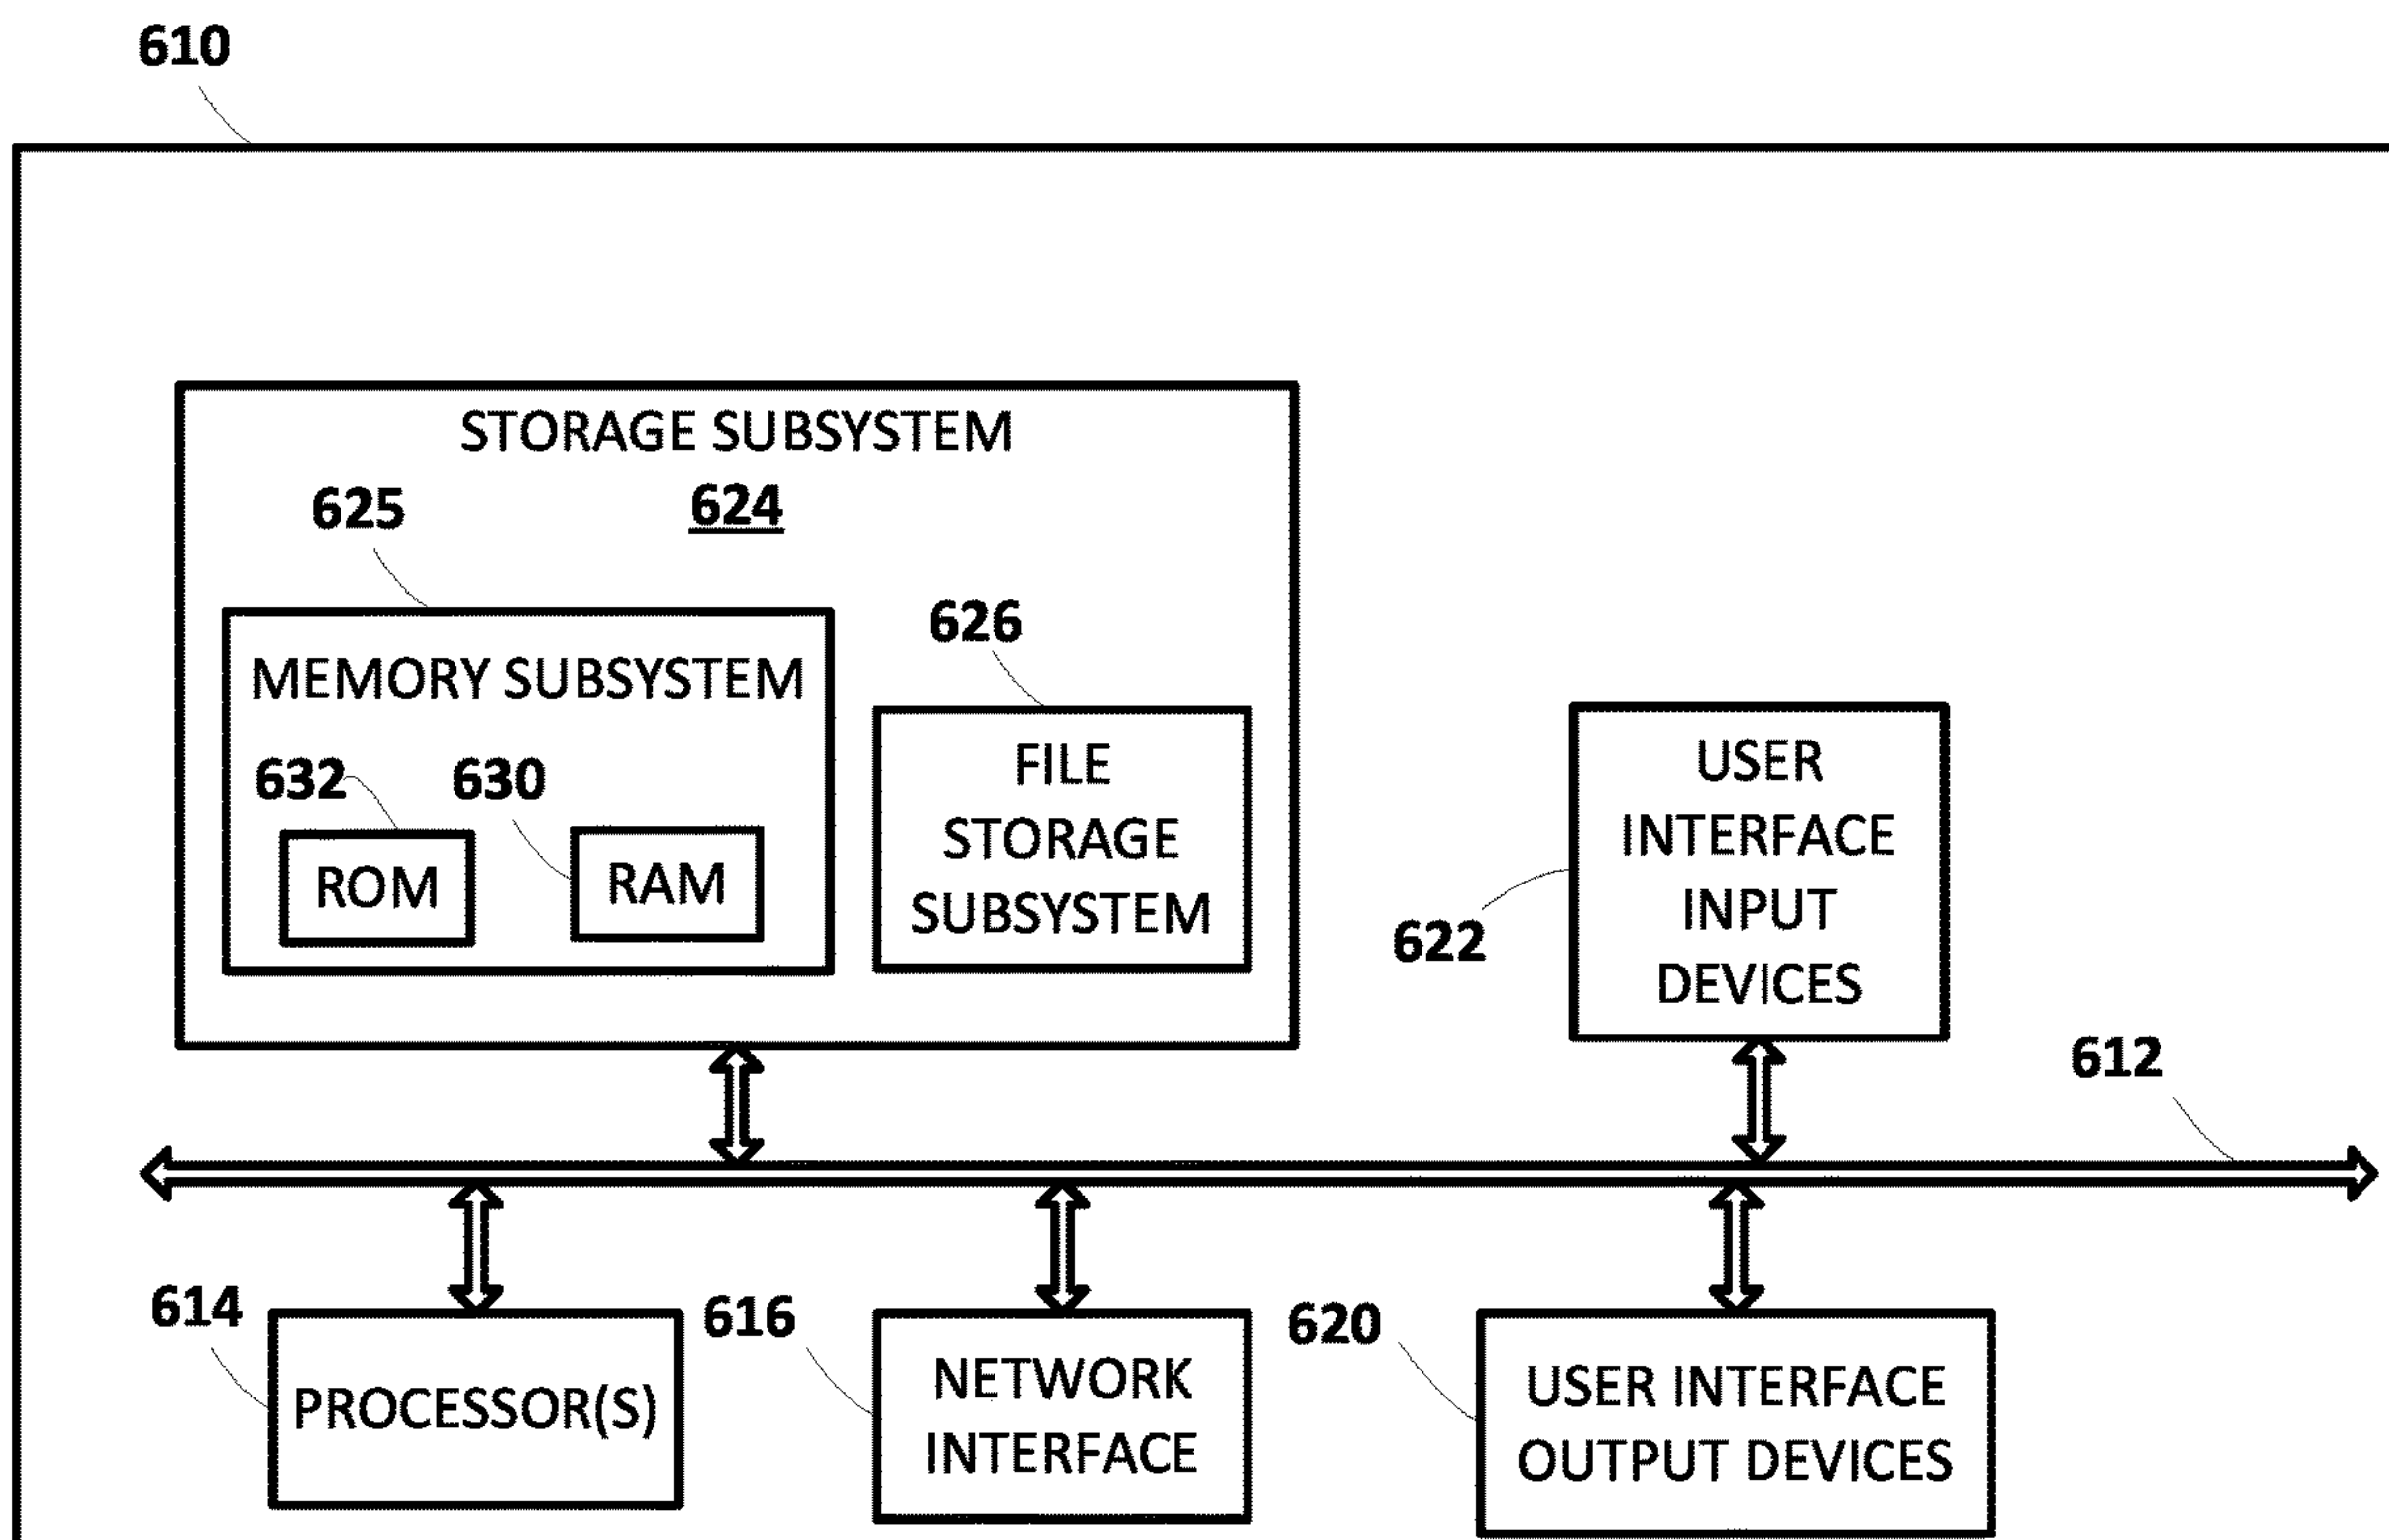 610
STORAGE SUBSYSTEM
624
625
MEMORY SUBSYSTEM
632
630
ROM
RAM
626
FILE
STORAGE
SUBSYSTEM
USER
INTERFACE
INPUT
DEVICES
622
612
614
PROCESSOR(S)
616
NETWORK
INTERFACE
620
USER INTERFACE
OUTPUT DEVICES